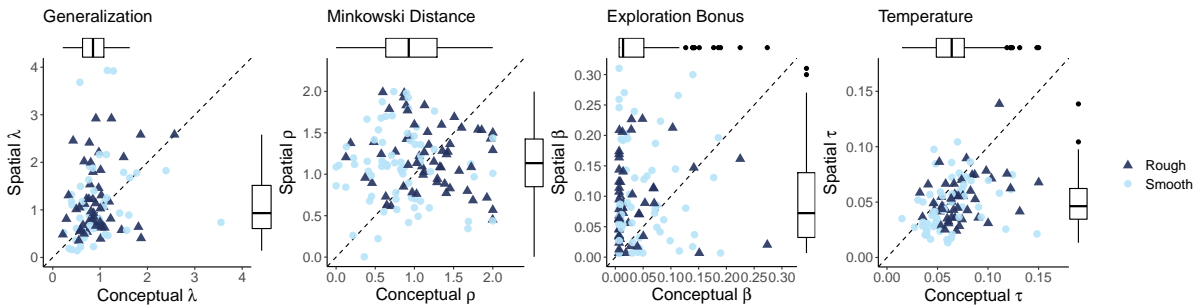 Generalization
Minkowski Distance
Exploration Bonus
Temperature
Spatial λ
4
3
2
1
0
0 1 2 3 4
Conceptual λ
Spatial ρ
2.0
1.5
1.0
0.5
0.0
0.0 0.5 1.0 1.5 2.0
Conceptual ρ
Spatial β
0.30
0.25
0.20
0.15
0.10
0.05
0.00
0.00 0.05 0.10 0.15 0.20 0.25 0.30
Conceptual β
Spatial τ
0.15
0.10
0.05
0.00
0.00 0.05 0.10 0.15
Conceptual τ
Rough
Smooth